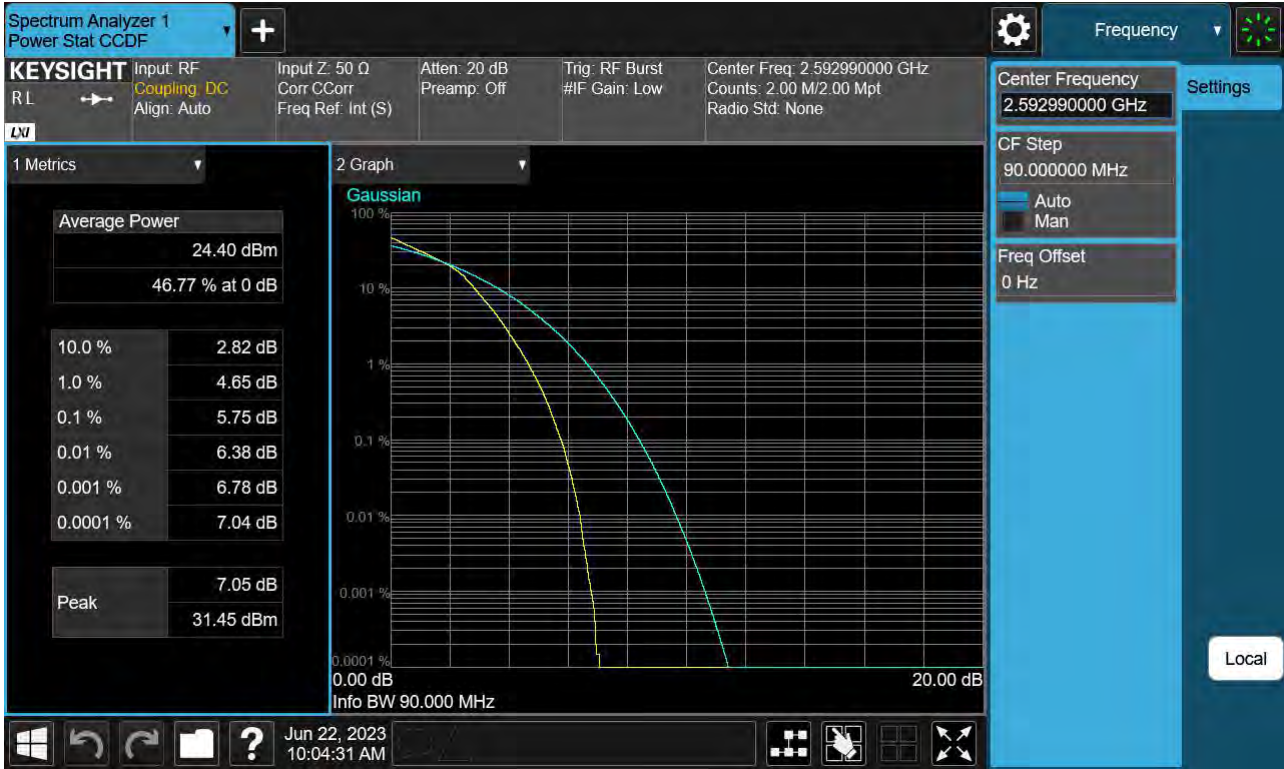 Spectrum Analyzer 1
Power Stat CCDF
+
Frequency
KEYSIGHT
RL
LXI
Input: RF
Coupling: DC
Align: Auto
Input Z: 50 Ω
Corr CCorr
Freq Ref: Int (S)
Atten: 20 dB
Preamp: Off
Trig: RF Burst
#IF Gain: Low
Center Freq: 2.592990000 GHz
Counts: 2.00 M/2.00 Mpt
Radio Std: None
Center Frequency
2.592990000 GHz
Settings
CF Step
90.000000 MHz
Auto
Man
Freq Offset
0 Hz
Local
1 Metrics
Average Power
24.40 dBm
46.77 % at 0 dB
10.0 % 2.82 dB
1.0 % 4.65 dB
0.1 % 5.75 dB
0.01 % 6.38 dB
0.001 % 6.78 dB
0.0001 % 7.04 dB
Peak
7.05 dB
31.45 dBm
2 Graph
Gaussian
100 %
10 %
1 %
0.1 %
0.01 %
0.001 %
0.0001 %
0.00 dB 20.00 dB
Info BW 90.000 MHz
?
Jun 22, 2023
10:04:31 AM